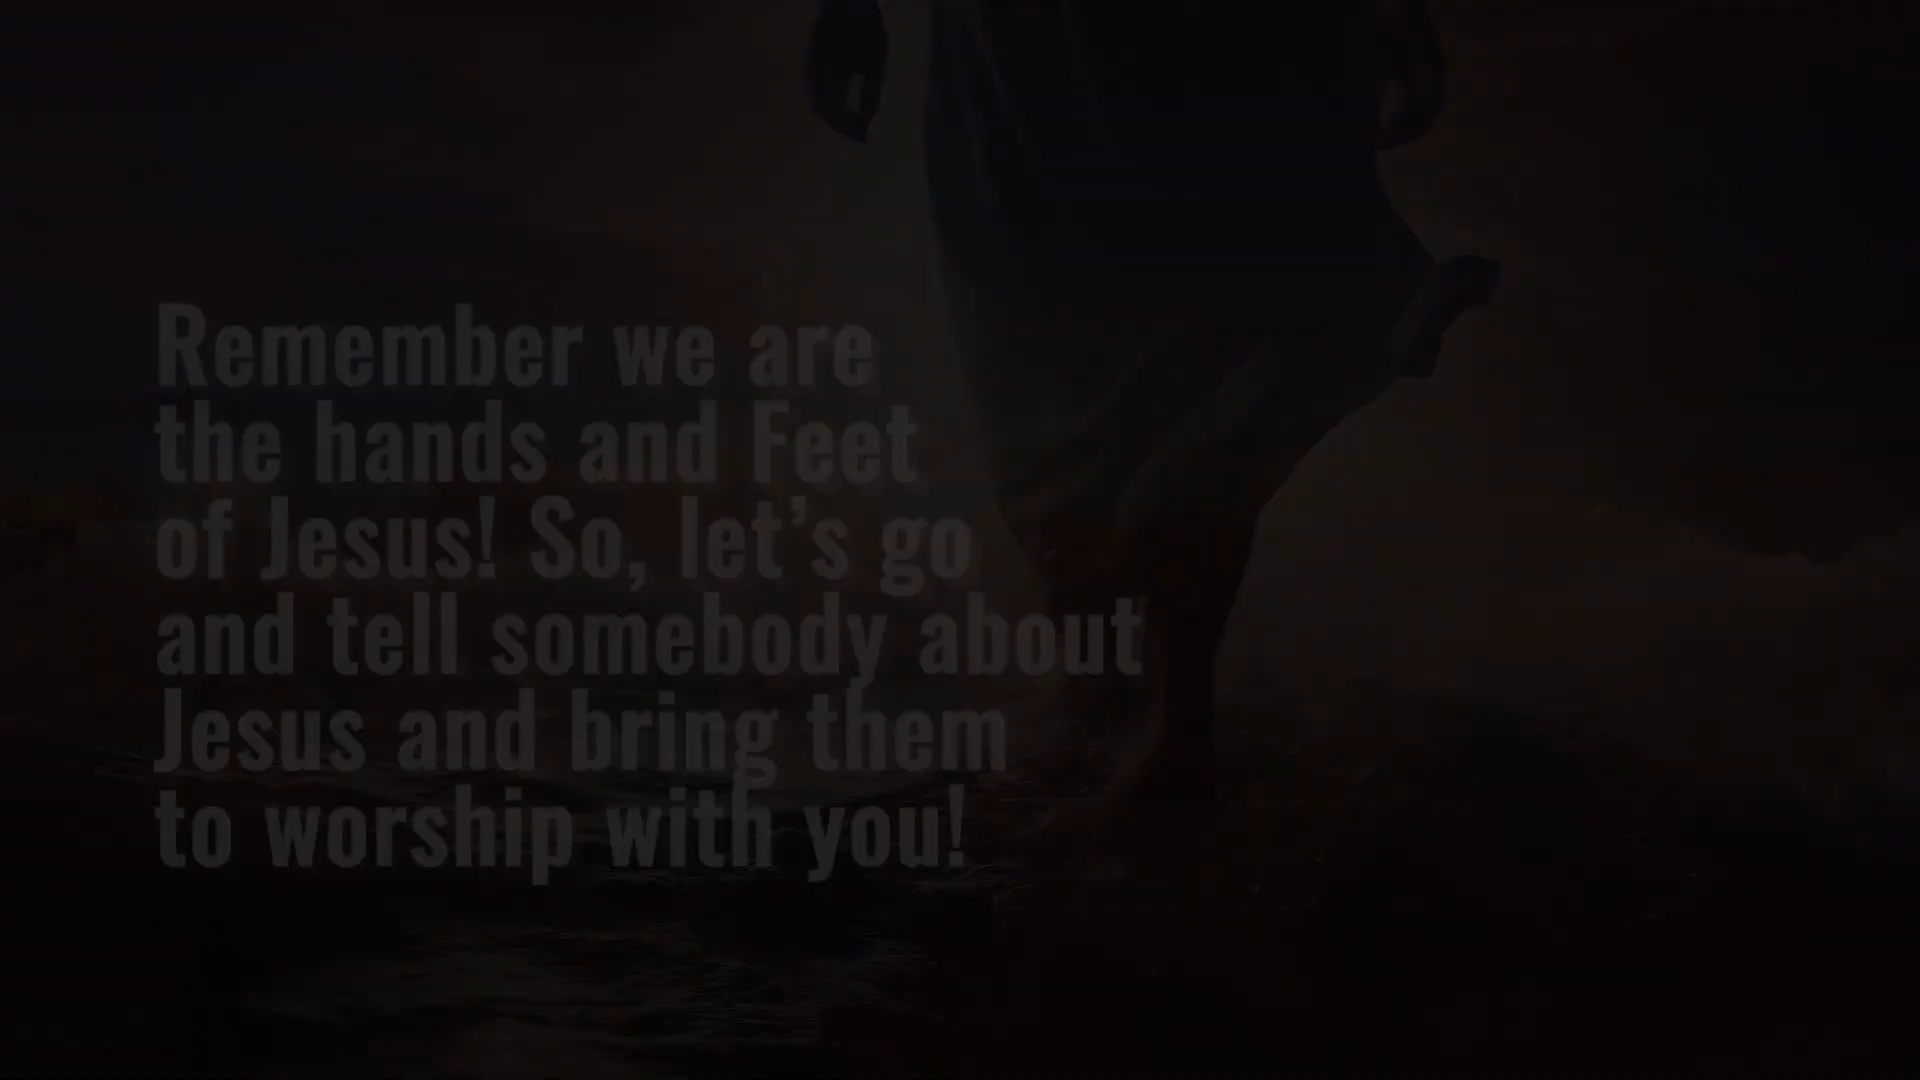 Remember we are
the hands and Feet
of Jesus! So, let’s go
and tell somebody about
Jesus and bring them
to worship with you!